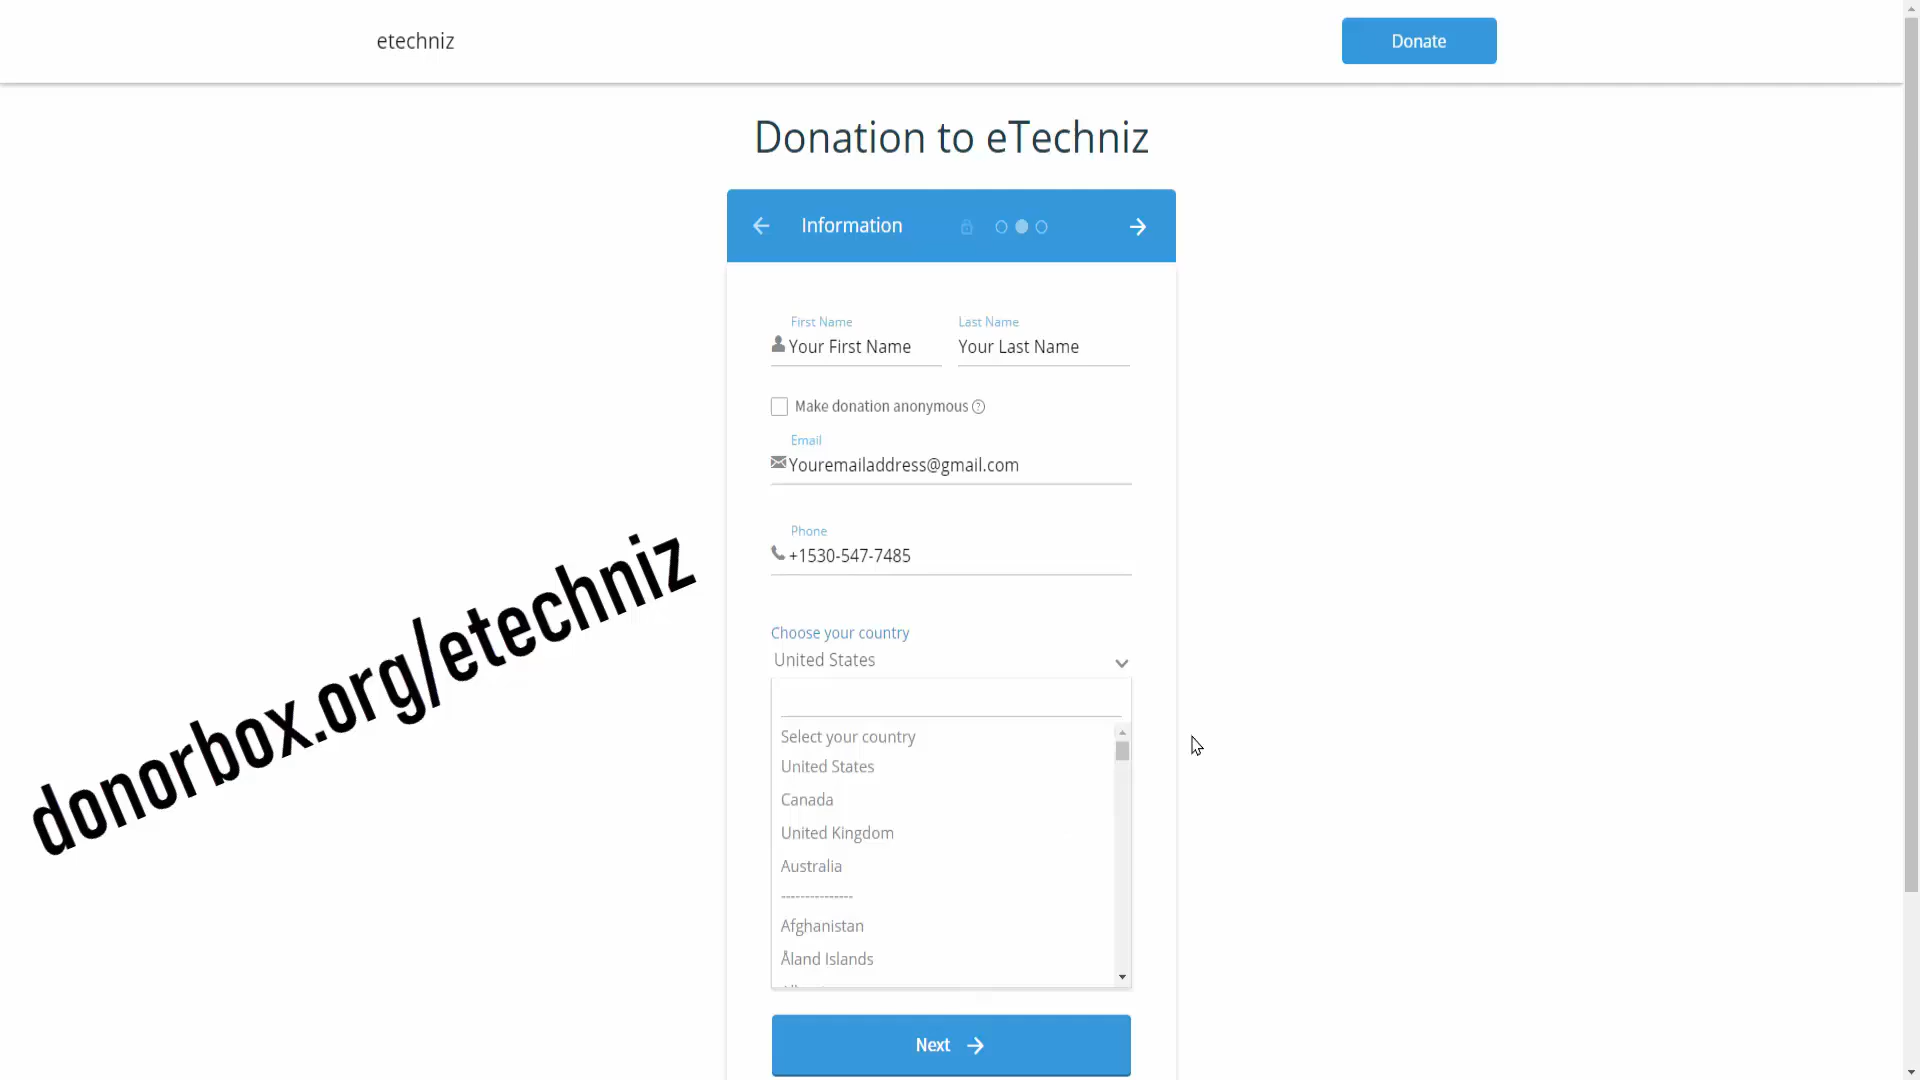 etechniz
Donate
Donation to eTechniz
Information
First Name
Last Name
Your First Name
Your Last Name
Make donation anonymous ?
Email
Youremailaddress@gmail.com
Phone
+1530-547-7485
donorbox.org/etechniz
Choose your country
United States
Select your country
United States
Canada
United Kingdom
Australia
---------------
Afghanistan
Åland Islands
Next